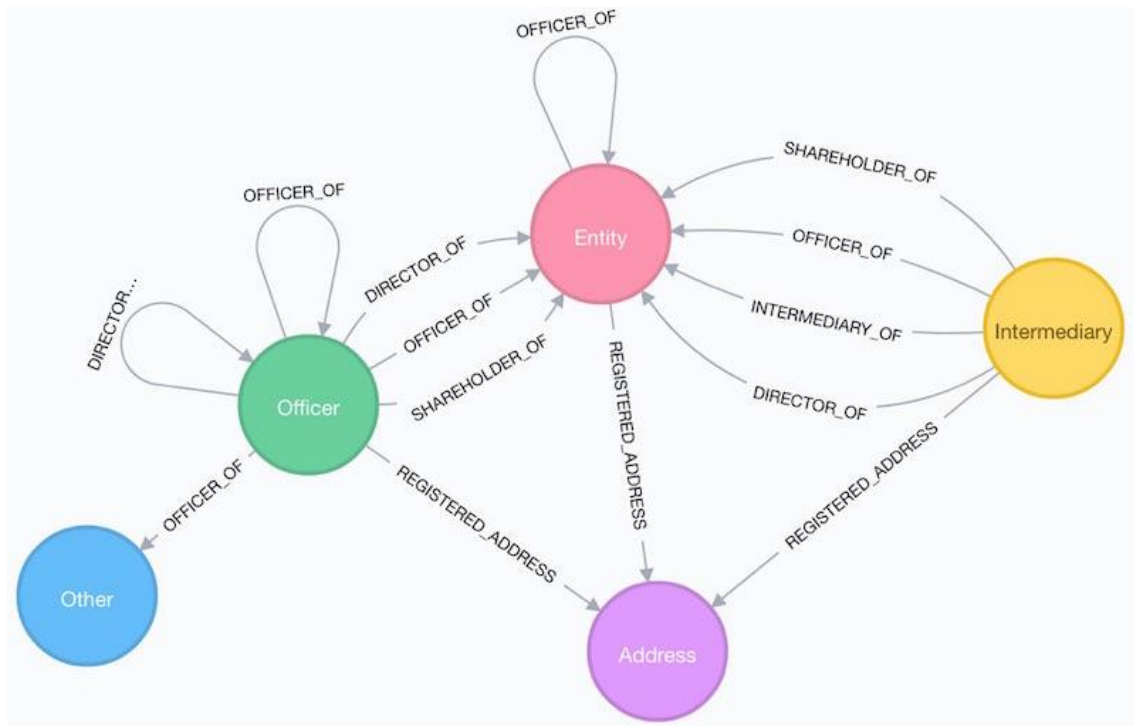 OFFICER_OF
SHAREHOLDER_OF
OFFICER_OF
Entity
DIRECTOR_OF
OFFICER_OF
DIRECTOR...
OFFICER_OF
INTERMEDIARY_OF
Intermediary
SHAREHOLDER_OF
REGISTERED_ADDRESS
DIRECTOR_OF
Officer
OFFICER_OF
REGISTERED_ADDRESS
REGISTERED_ADDRESS
Other
Address